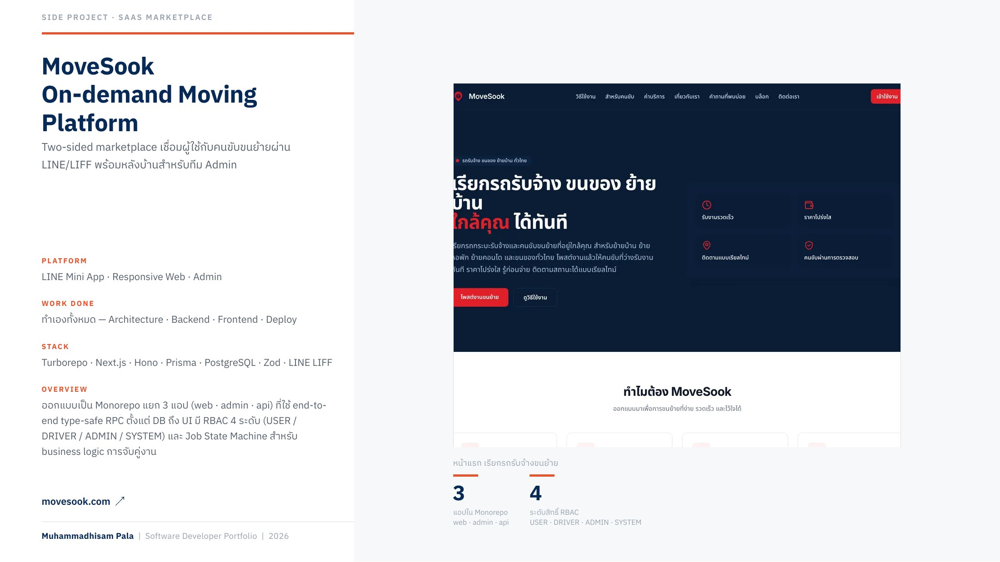 SIDE PROJECT · SAAS MARKETPLACE
MoveSook
On-demand Moving
Platform
Two-sided marketplace เชื่อมผู้ใช้กับคนขับขนย้ายผ่าน
LINE/LIFF พร้อมหลังบ้านสำหรับทีม Admin
PLATFORM
LINE Mini App · Responsive Web · Admin
WORK DONE
ทำเองทั้งหมด — Architecture · Backend · Frontend · Deploy
STACK
Turborepo · Next.js · Hono · Prisma · PostgreSQL · Zod · LINE LIFF
OVERVIEW
ออกแบบเป็น Monorepo แยก 3 แอป (web · admin · api) ที่ใช้ end-to-
end type-safe RPC ตั้งแต่ DB ถึง UI มี RBAC 4 ระดับ (USER /
DRIVER / ADMIN / SYSTEM) และ Job State Machine สำหรับ
business logic การจับคู่งาน
movesook.com ↗
Muhammadhisam Pala | Software Developer Portfolio | 2026
MoveSook วิธีใช้งาน สำหรับคนขับ ค่าบริการ เกี่ยวกับเรา คำถามที่พบบ่อย บล็อก ติดต่อเรา เข้าใช้งาน
รถรับจ้าง ขนของ ย้ายบ้าน ทั่วไทย
เรียกรถรับจ้าง ขนของ ย้าย
บ้าน
ใกล้คุณ ได้ทันที
เรียกรถกระบะรับจ้างและคนขับขนย้ายที่อยู่ใกล้คุณ สำหรับย้ายบ้าน ย้าย
หอพัก ย้ายคอนโด และขนของทั่วไทย โพสต์งานแล้วให้คนขับที่ว่างรับงาน
ทันที ราคาโปร่งใส รู้ก่อนจ่าย ติดตามสถานะได้แบบเรียลไทม์
โพสต์งานขนย้าย ดูวิธีใช้งาน
รับงานรวดเร็ว ราคาโปร่งใส
ติดตามแบบเรียลไทม์ คนขับผ่านการตรวจสอบ
ทำไมต้อง MoveSook
ออกแบบมาเพื่อการขนย้ายที่ง่าย รวดเร็ว และไว้ใจได้
หน้าแรก เรียกรถรับจ้างขนย้าย
3
แอปใน Monorepo
web · admin · api
4
ระดับสิทธิ์ RBAC
USER · DRIVER · ADMIN · SYSTEM